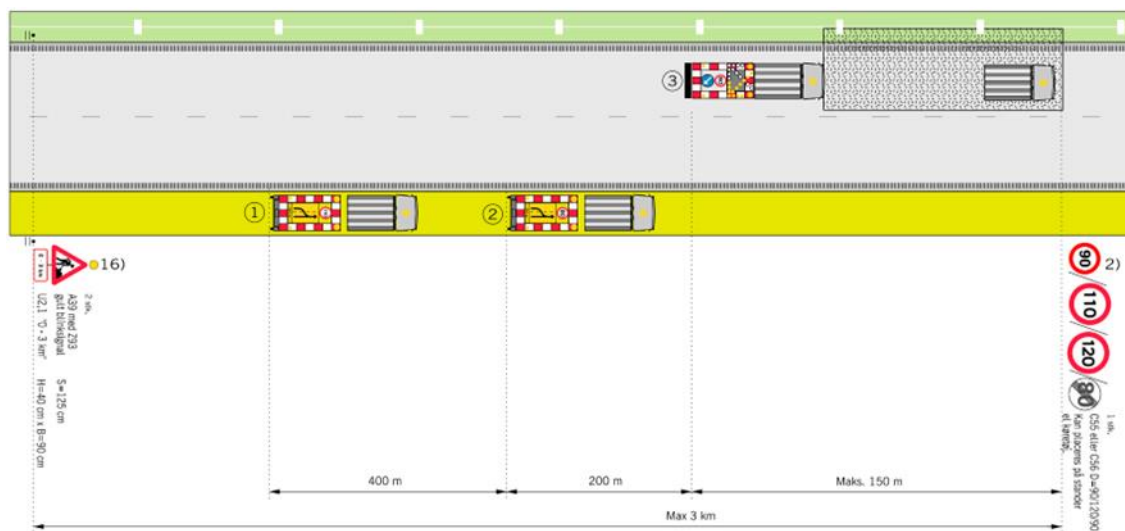 3
1
2
16)
2 stk.
A39 med Z93
gult blinksignal
U2,1 "0 - 3 km"
S=125 cm
H=40 cm x B=90 cm
90
2)
110
120
80
1 stk.
C55 eller C56 D=90/120/90
Kan placeres på stander
el. køretøj.
400 m
200 m
Maks. 150 m
Max 3 km